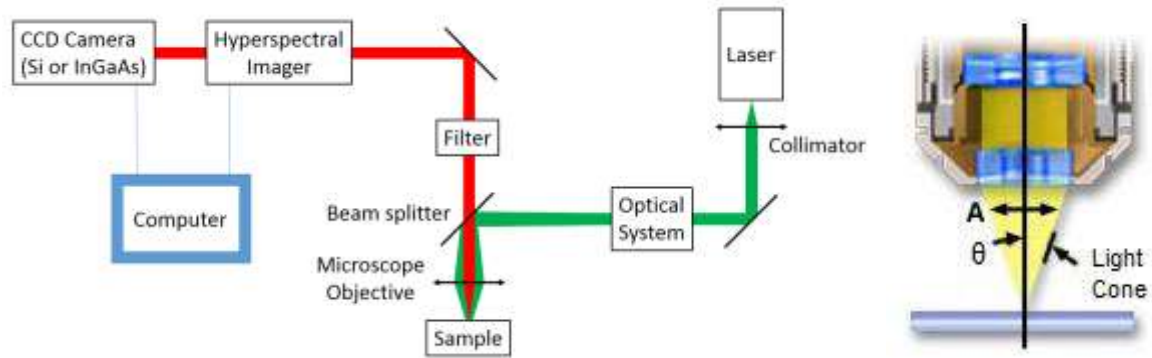 CCD Camera
(Si or InGaAs)
Hyperspectral
Imager
Laser
Filter
Collimator
Computer
Beam splitter
Optical
System
Microscope
Objective
Sample
A
θ
Light
Cone